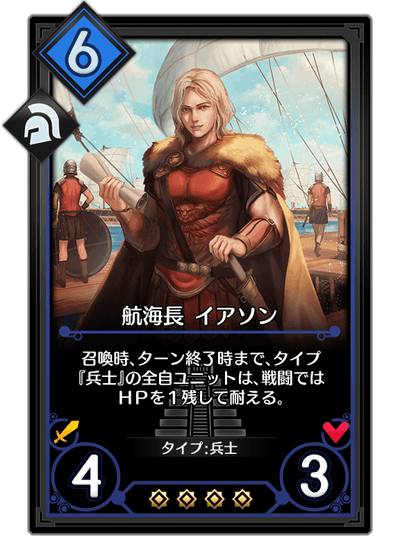 6
航海長 イアソン
召喚時、ターン終了時まで、タイプ
『兵士』の全自ユニットは、戦闘では
ＨＰを１残して耐える。
タイプ:兵士
4
3